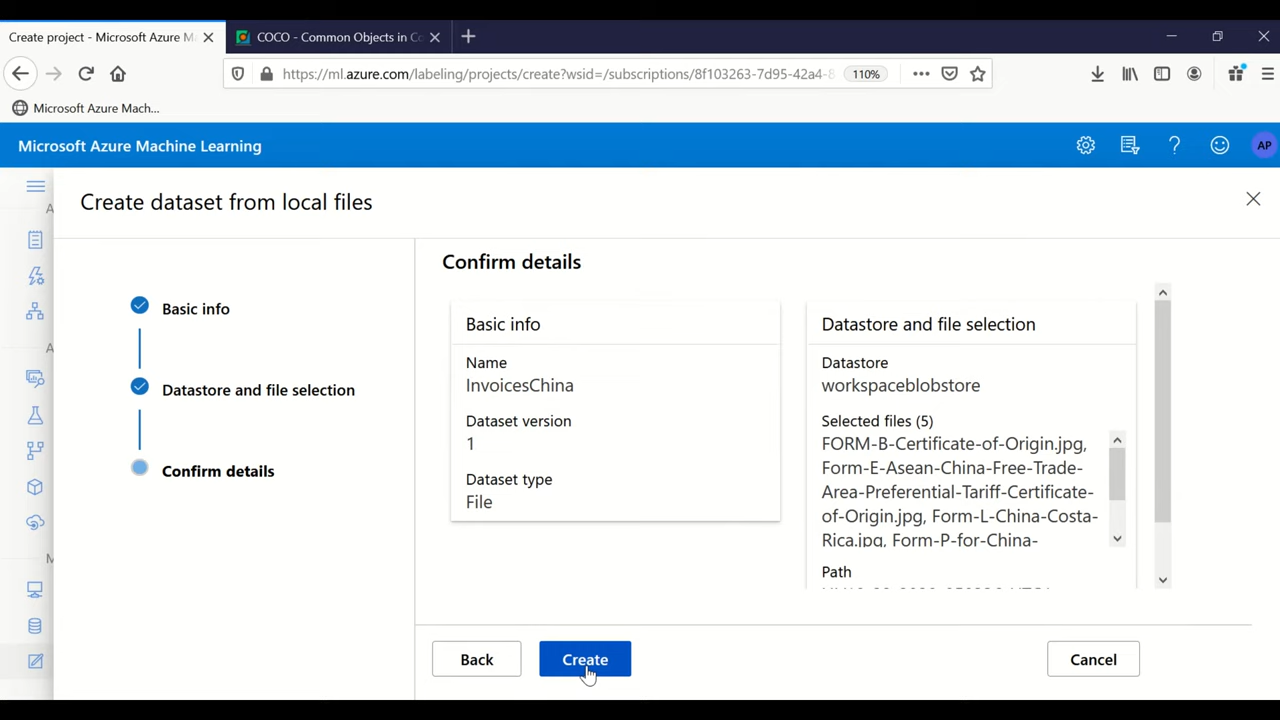 Create project - Microsoft Azure M
COCO - Common Objects in Co
https://ml.azure.com/labeling/projects/create?wsid=/subscriptions/8f103263-7d95-42a4-8
110%
Microsoft Azure Mach...
Microsoft Azure Machine Learning
AP
Create dataset from local files
Basic info
Datastore and file selection
Confirm details
Confirm details
Basic info
Name
InvoicesChina
Dataset version
1
Dataset type
File
Datastore and file selection
Datastore
workspaceblobstore
Selected files (5)
FORM-B-Certificate-of-Origin.jpg,
Form-E-Asean-China-Free-Trade-
Area-Preferential-Tariff-Certificate-
of-Origin.jpg, Form-L-China-Costa-
Rica.jpg, Form-P-for-China-
Path
Back
Create
Cancel